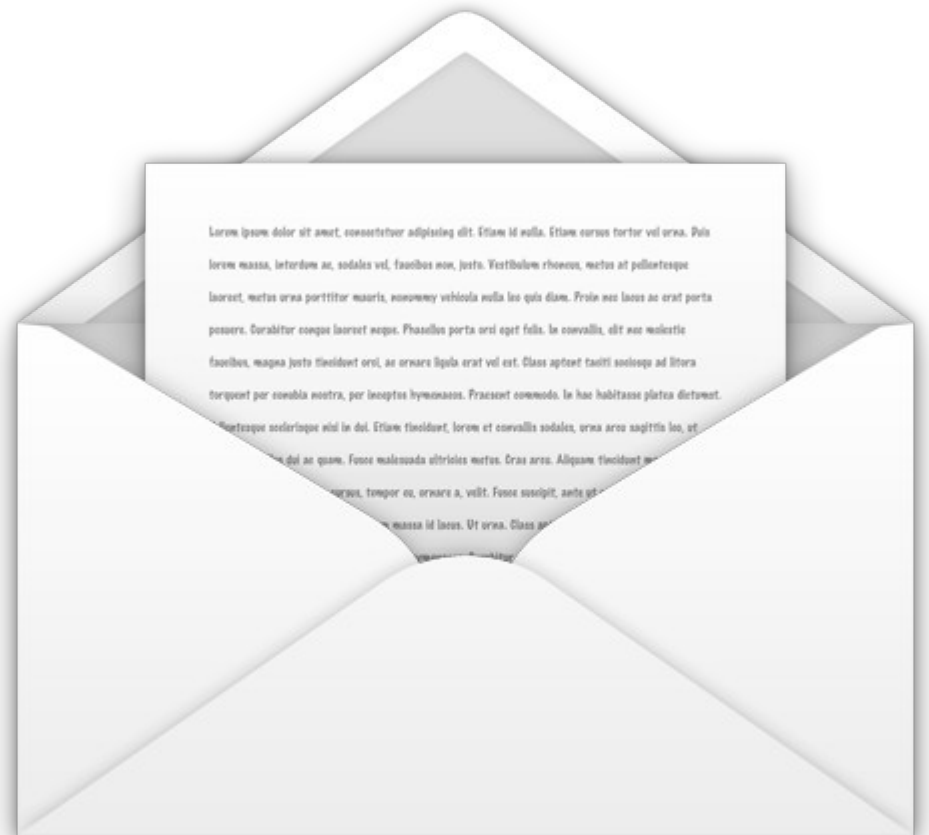 Lorem ipsum dolor sit amet, consectetuer adipiscing elit. Etiam id nulla. Etiam cursus tortor vel urna. Duis
lorem massa, interdum ac, sodales vel, faucibus non, justo. Vestibulum rhoncus, metus at pellentesque
laoreet, metus urna porttitor mauris, nonummy vehicula nulla leo quis diam. Proin nec lacus ac erat porta
posuere. Curabitur congue laoreet neque. Phasellus porta orci eget felis. In convallis, elit nec molestie
faucibus, magna justo tincidunt orci, ac ornare ligula erat vel est. Class aptent taciti sociosqu ad litora
torquent per conubia nostra, per inceptos hymenaeos. Praesent commodo. In hac habitasse platea dictumst.
scelerisque nisi in dui. Etiam tincidunt, lorem et convallis sodales, urna arcu sagittis leo, ut
dui ac quam. Fusce malesuada ultricies metus. Cras arcu. Aliquam tincidunt
cursus, tempor eu, ornare a, velit. Fusce suscipit, ante ut
massa id lacus. Ut urna. Class